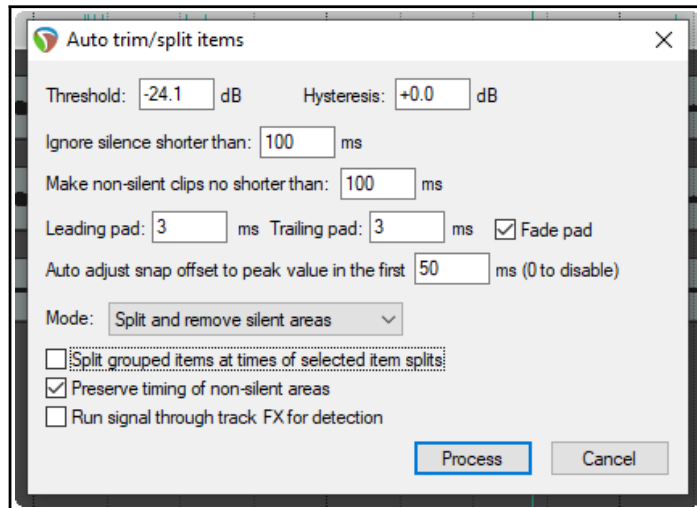 Auto trim/split items
Threshold: -24.1 dB Hysteresis: +0.0 dB
Ignore silence shorter than: 100 ms
Make non-silent clips no shorter than: 100 ms
Leading pad: 3 ms Trailing pad: 3 ms Fade pad
Auto adjust snap offset to peak value in the first 50 ms (0 to disable)
Mode: Split and remove silent areas
Split grouped items at times of selected item splits
Preserve timing of non-silent areas
Run signal through track FX for detection
Process Cancel